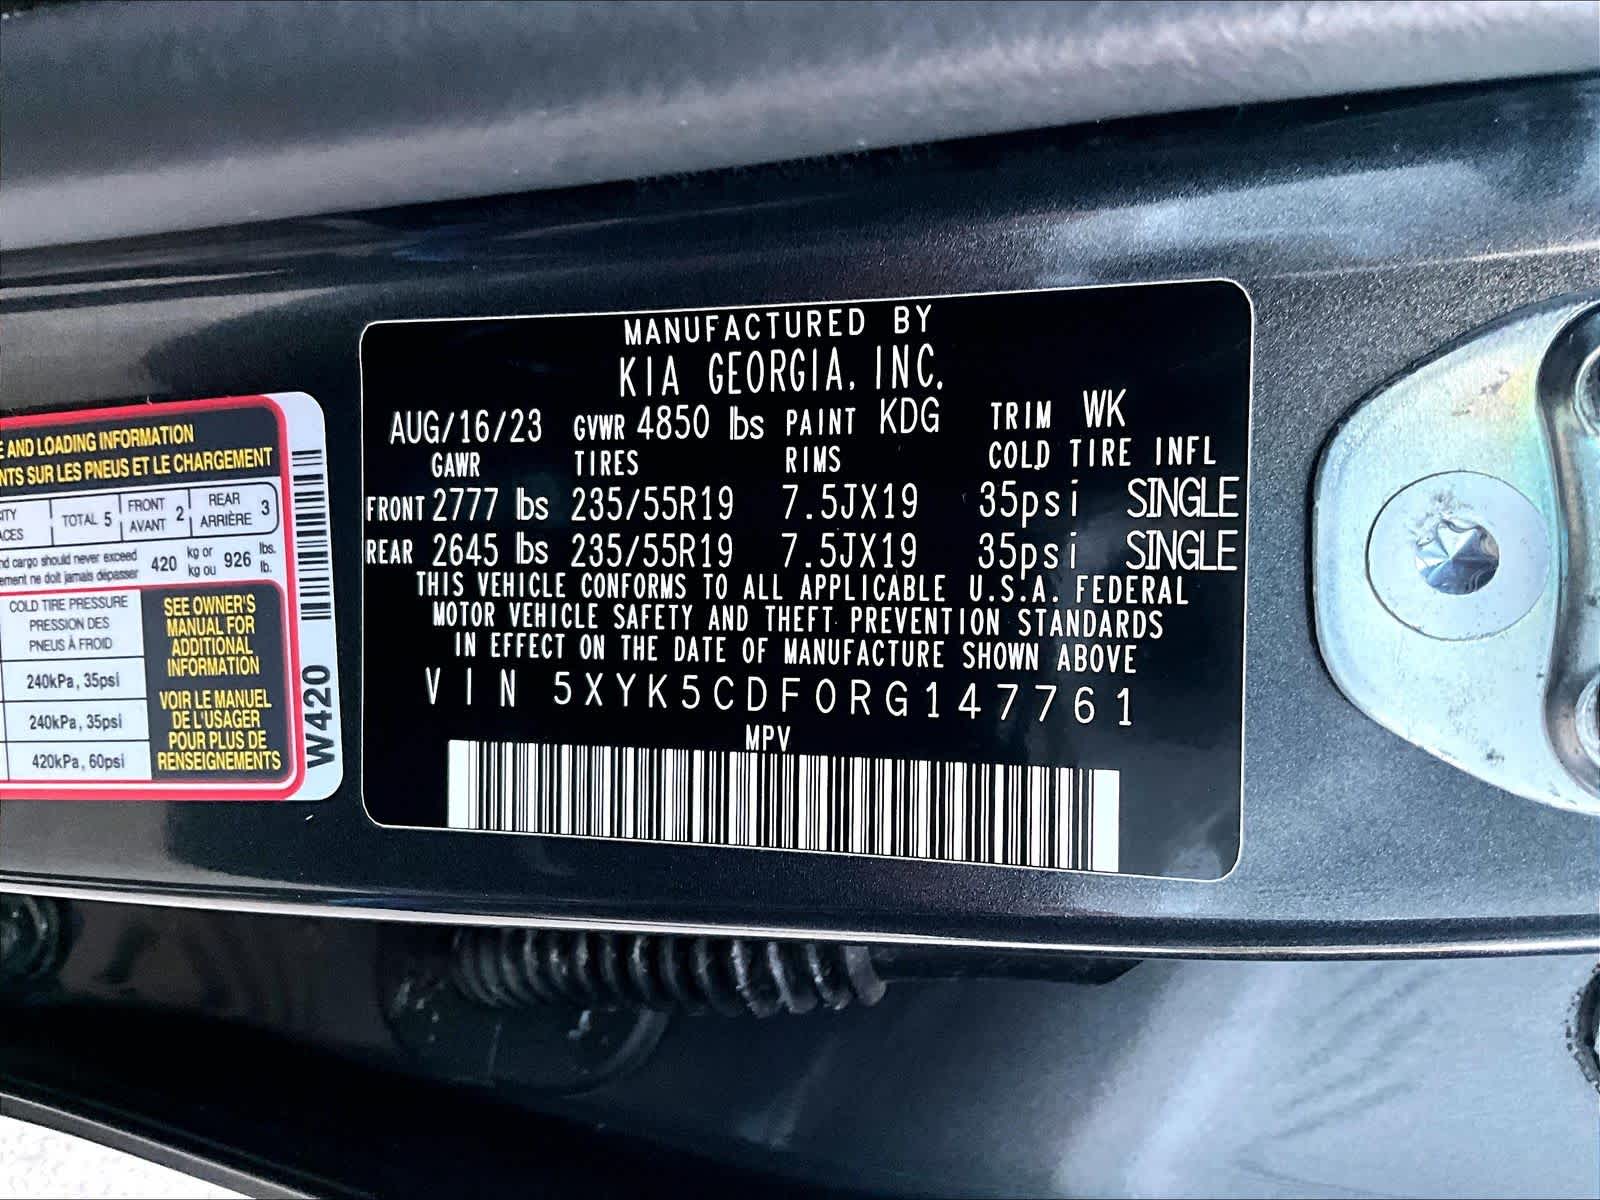 MANUFACTURED BY
KIA GEORGIA, INC.
AUG/16/23 GVWR 4850 lbs PAINT KDG TRIM WK
GAWR TIRES RIMS COLD TIRE INFL
FRONT 2777 lbs 235/55R19 7.5JX19 35psi SINGLE
REAR 2645 lbs 235/55R19 7.5JX19 35psi SINGLE
THIS VEHICLE CONFORMS TO ALL APPLICABLE U.S.A. FEDERAL
MOTOR VEHICLE SAFETY AND THEFT PREVENTION STANDARDS
IN EFFECT ON THE DATE OF MANUFACTURE SHOWN ABOVE
VIN 5XYK5CDF0RG147761
MPV
E AND LOADING INFORMATION
NTS SUR LES PNEUS ET LE CHARGEMENT
TOTAL 5 FRONT 2 REAR 3
AVANT ARRIÈRE
cargo should never exceed 420 kg or 926 lbs.
ement ne doit jamais dépasser kg ou lb.
COLD TIRE PRESSURE
PRESSION DES
PNEUS À FROID
240kPa, 35psi
240kPa, 35psi
420kPa, 60psi
SEE OWNER'S
MANUAL FOR
ADDITIONAL
INFORMATION
VOIR LE MANUEL
DE L'USAGER
POUR PLUS DE
RENSEIGNEMENTS
W420